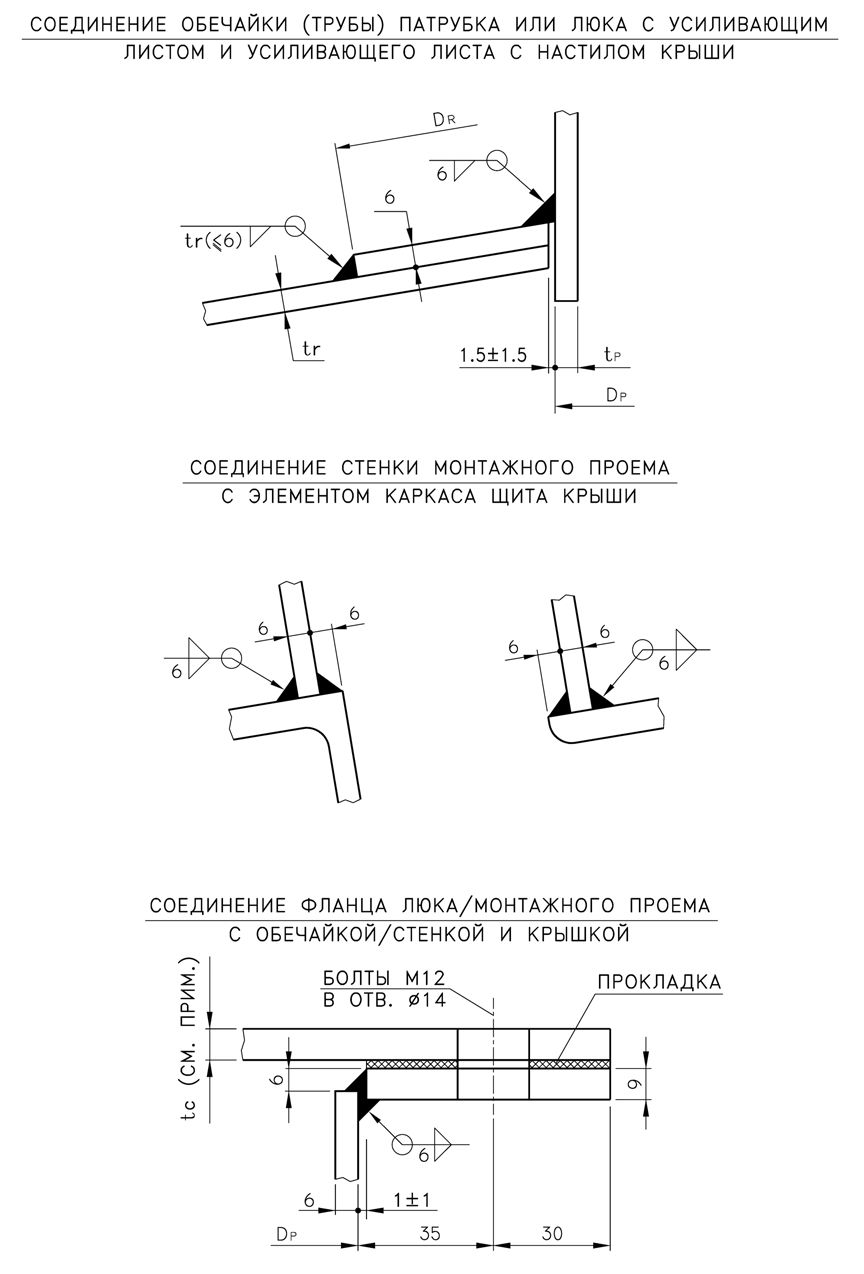 СОЕДИНЕНИЕ ОБЕЧАЙКИ (ТРУБЫ) ПАТРУБКА ИЛИ ЛЮКА С УСИЛИВАЮЩИМ
ЛИСТОМ И УСИЛИВАЮЩЕГО ЛИСТА С НАСТИЛОМ КРЫШИ
DR
6
6
tr(⩽6)
tr
1.5±1.5
tP
DP
СОЕДИНЕНИЕ СТЕНКИ МОНТАЖНОГО ПРОЕМА
С ЭЛЕМЕНТОМ КАРКАСА ЩИТА КРЫШИ
6
6
6
6
6
6
СОЕДИНЕНИЕ ФЛАНЦА ЛЮКА/МОНТАЖНОГО ПРОЕМА
С ОБЕЧАЙКОЙ/СТЕНКОЙ И КРЫШКОЙ
БОЛТЫ М12
В ОТВ. ø14
ПРОКЛАДКА
tc (СМ. ПРИМ.)
6
9
6
6
1±1
DP
35
30